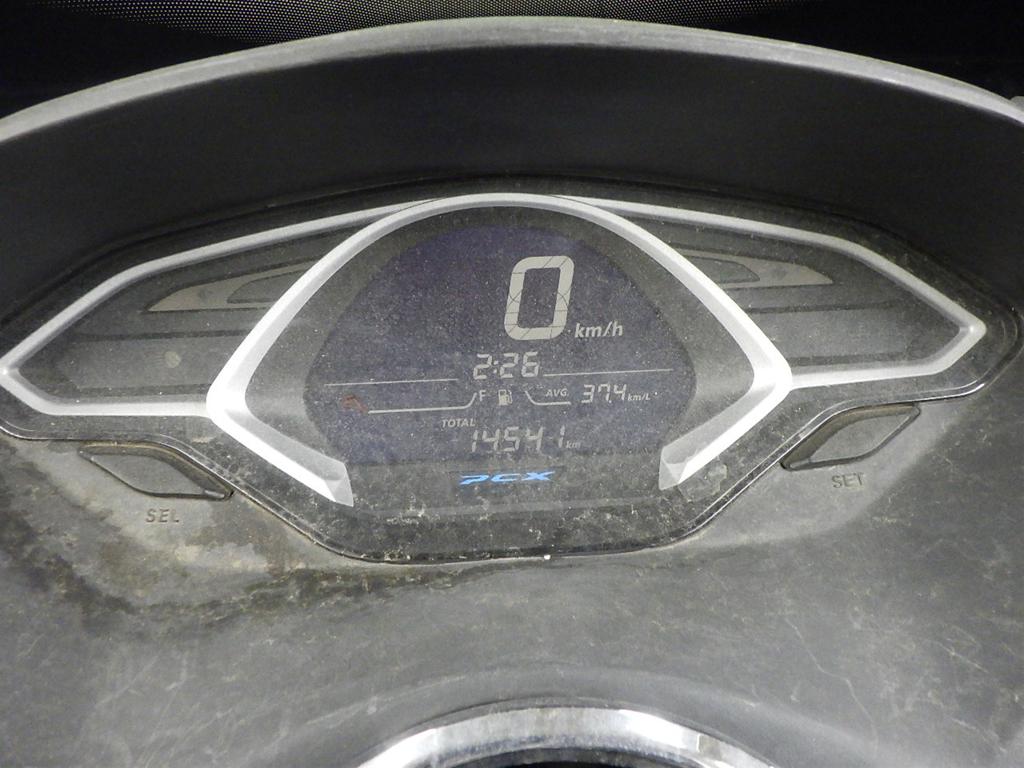 0 km/h
2:26
F AVG. 37.4 km/L
TOTAL
14541 km
PCX
SEL
SET